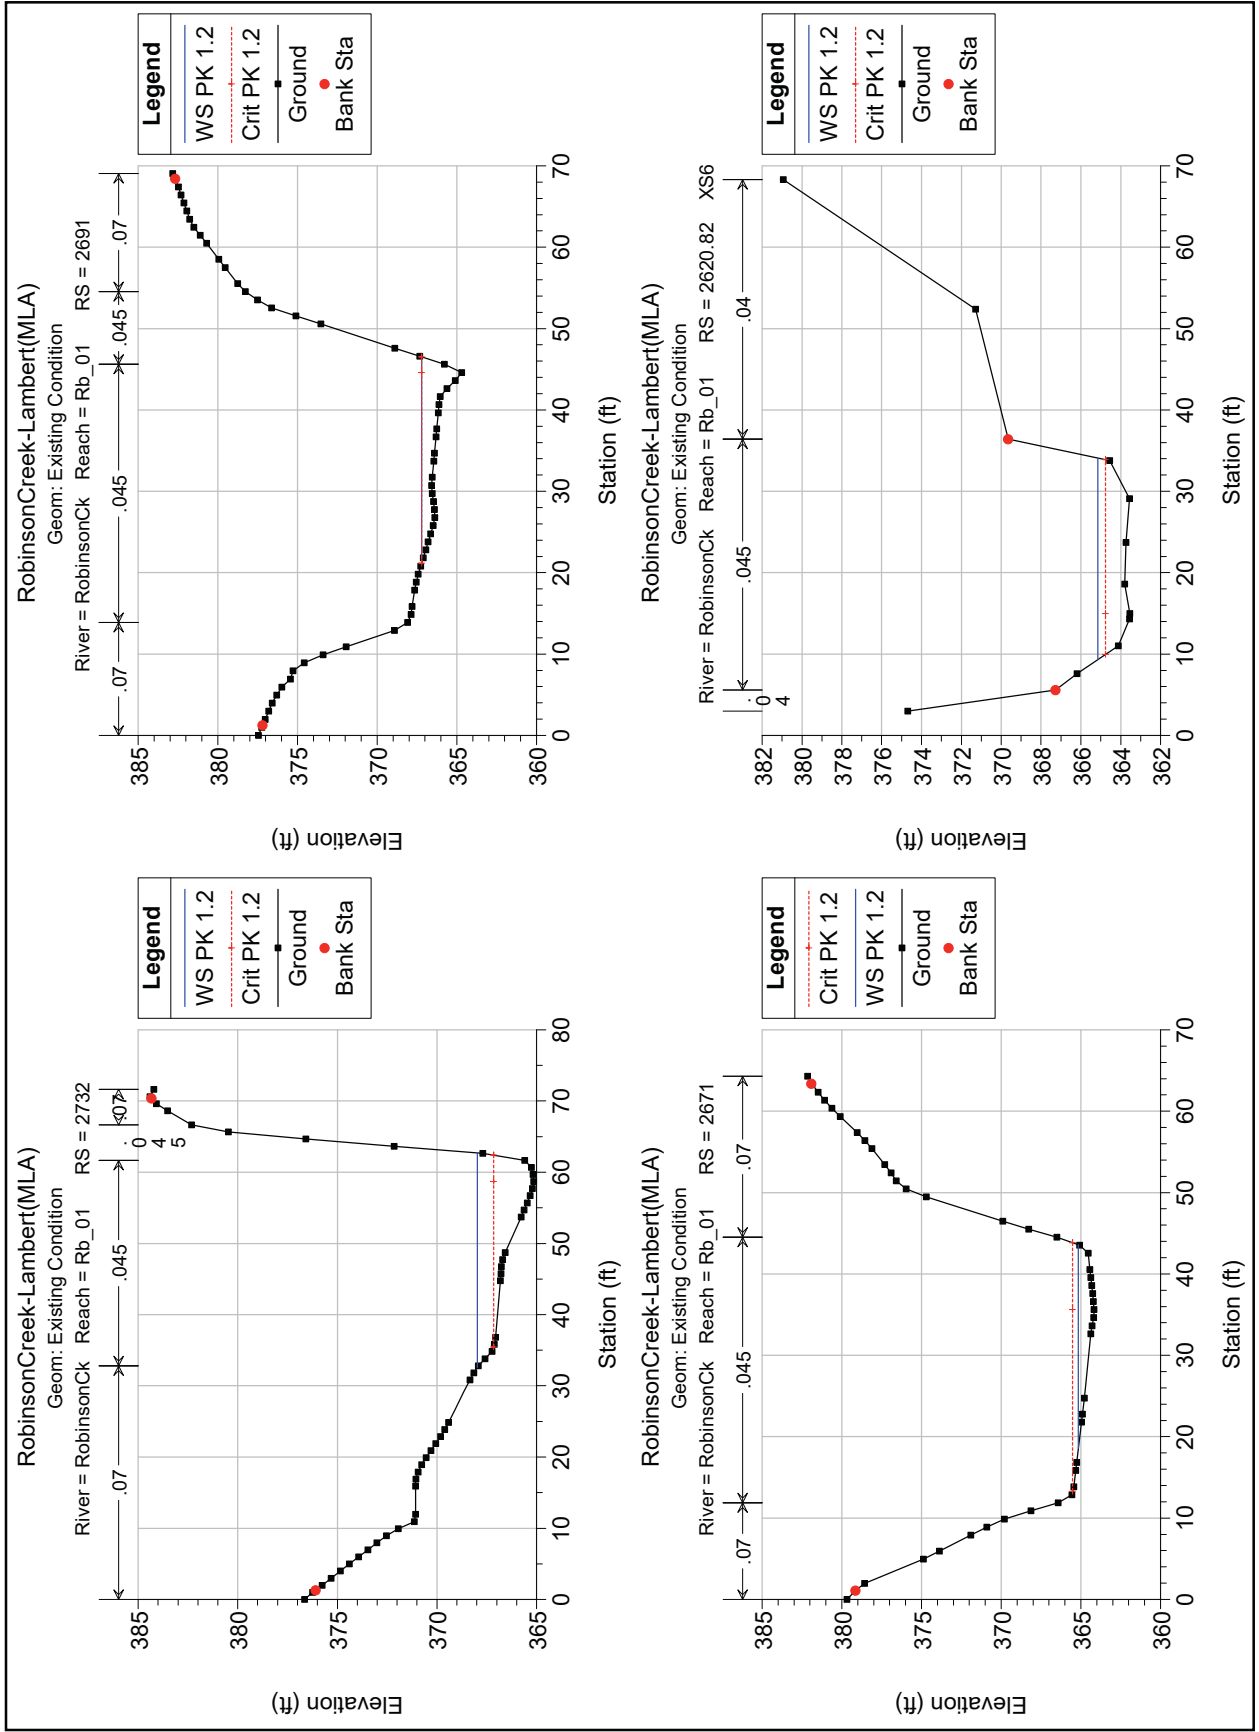 RobinsonCreek-Lambert(MLA)
Geom: Existing Condition
River = RobinsonCk Reach = Rb_01 RS = 2732
.07
.045
.045
.07
Elevation (ft)
385
380
375
370
365
0 10 20 30 40 50 60 70 80
Station (ft)
Legend
WS PK 1.2
Crit PK 1.2
Ground
Bank Sta
RobinsonCreek-Lambert(MLA)
Geom: Existing Condition
River = RobinsonCk Reach = Rb_01 RS = 2691
.07
.045
.045
.07
Elevation (ft)
385
380
375
370
365
360
0 10 20 30 40 50 60 70
Station (ft)
Legend
WS PK 1.2
Crit PK 1.2
Ground
Bank Sta
RobinsonCreek-Lambert(MLA)
Geom: Existing Condition
River = RobinsonCk Reach = Rb_01 RS = 2671
.07
.045
.07
Elevation (ft)
385
380
375
370
365
360
0 10 20 30 40 50 60 70
Station (ft)
Legend
Crit PK 1.2
WS PK 1.2
Ground
Bank Sta
RobinsonCreek-Lambert(MLA)
Geom: Existing Condition
River = RobinsonCk Reach = Rb_01 RS = 2620.82 XS6
.04
.045
.04
Elevation (ft)
382
380
378
376
374
372
370
368
366
364
362
0 10 20 30 40 50 60 70
Station (ft)
Legend
WS PK 1.2
Crit PK 1.2
Ground
Bank Sta